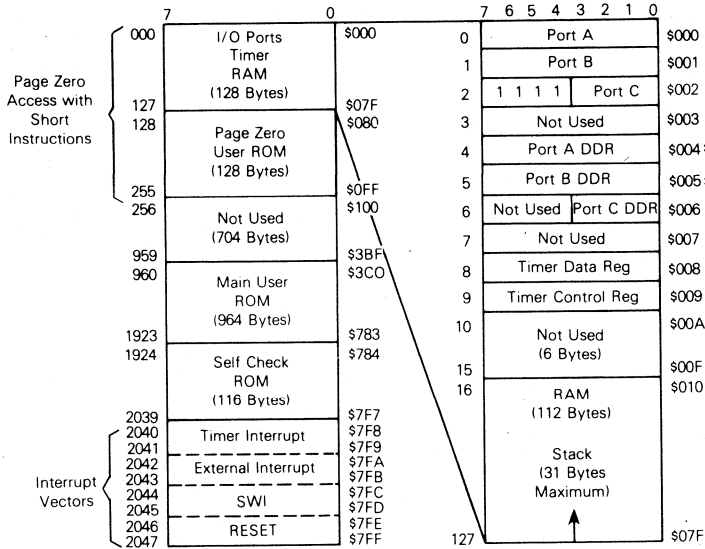 7 0
000 I/O Ports $000
Timer
RAM
(128 Bytes)
127 $07F
128 Page Zero $080
User ROM
(128 Bytes)
255 $0FF
256 Not Used $100
(704 Bytes)
959 $3BF
960 Main User $3C0
ROM
(964 Bytes)
1923 $783
1924 Self Check $784
ROM
(116 Bytes)
2039 $7F7
2040 Timer Interrupt $7F8
2041 $7F9
2042 External Interrupt $7FA
2043 $7FB
2044 SWI $7FC
2045 $7FD
2046 RESET $7FE
2047 $7FF
Page Zero
Access with
Short
Instructions
Interrupt
Vectors
7 6 5 4 3 2 1 0
0 Port A $000
1 Port B $001
2 1 1 1 1 Port C $002
3 Not Used $003
4 Port A DDR $004
5 Port B DDR $005
6 Not Used Port C DDR $006
7 Not Used $007
8 Timer Data Reg $008
9 Timer Control Reg $009
10 Not Used $00A
(6 Bytes)
15 $00F
16 RAM $010
(112 Bytes)
Stack
(31 Bytes
Maximum)
127 $07F